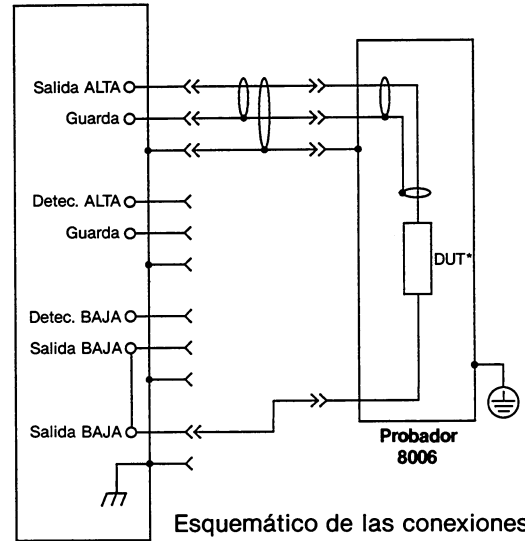 Salida ALTA
Guarda
Detec. ALTA
Guarda
Detec. BAJA
Salida BAJA
Salida BAJA
DUT*
Probador
8006
Esquemático de las conexiones